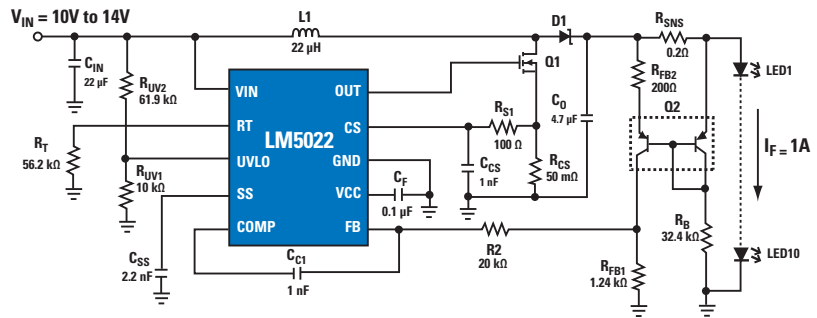 V_IN = 10V to 14V
L1
22 µH
D1
R_SNS
0.2Ω
C_IN
22 µF
R_UV2
61.9 kΩ
Q1
R_FB2
200Ω
LED1
VIN
OUT
C_O
4.7 µF
Q2
R_T
56.2 kΩ
RT
CS
R_S1
100 Ω
LM5022
I_F = 1A
R_UV1
10 kΩ
UVLO
GND
C_CS
1 nF
R_CS
50 mΩ
SS
VCC
C_F
0.1 µF
R_B
32.4 kΩ
COMP
FB
R2
20 kΩ
LED10
C_SS
2.2 nF
C_C1
1 nF
R_FB1
1.24 kΩ